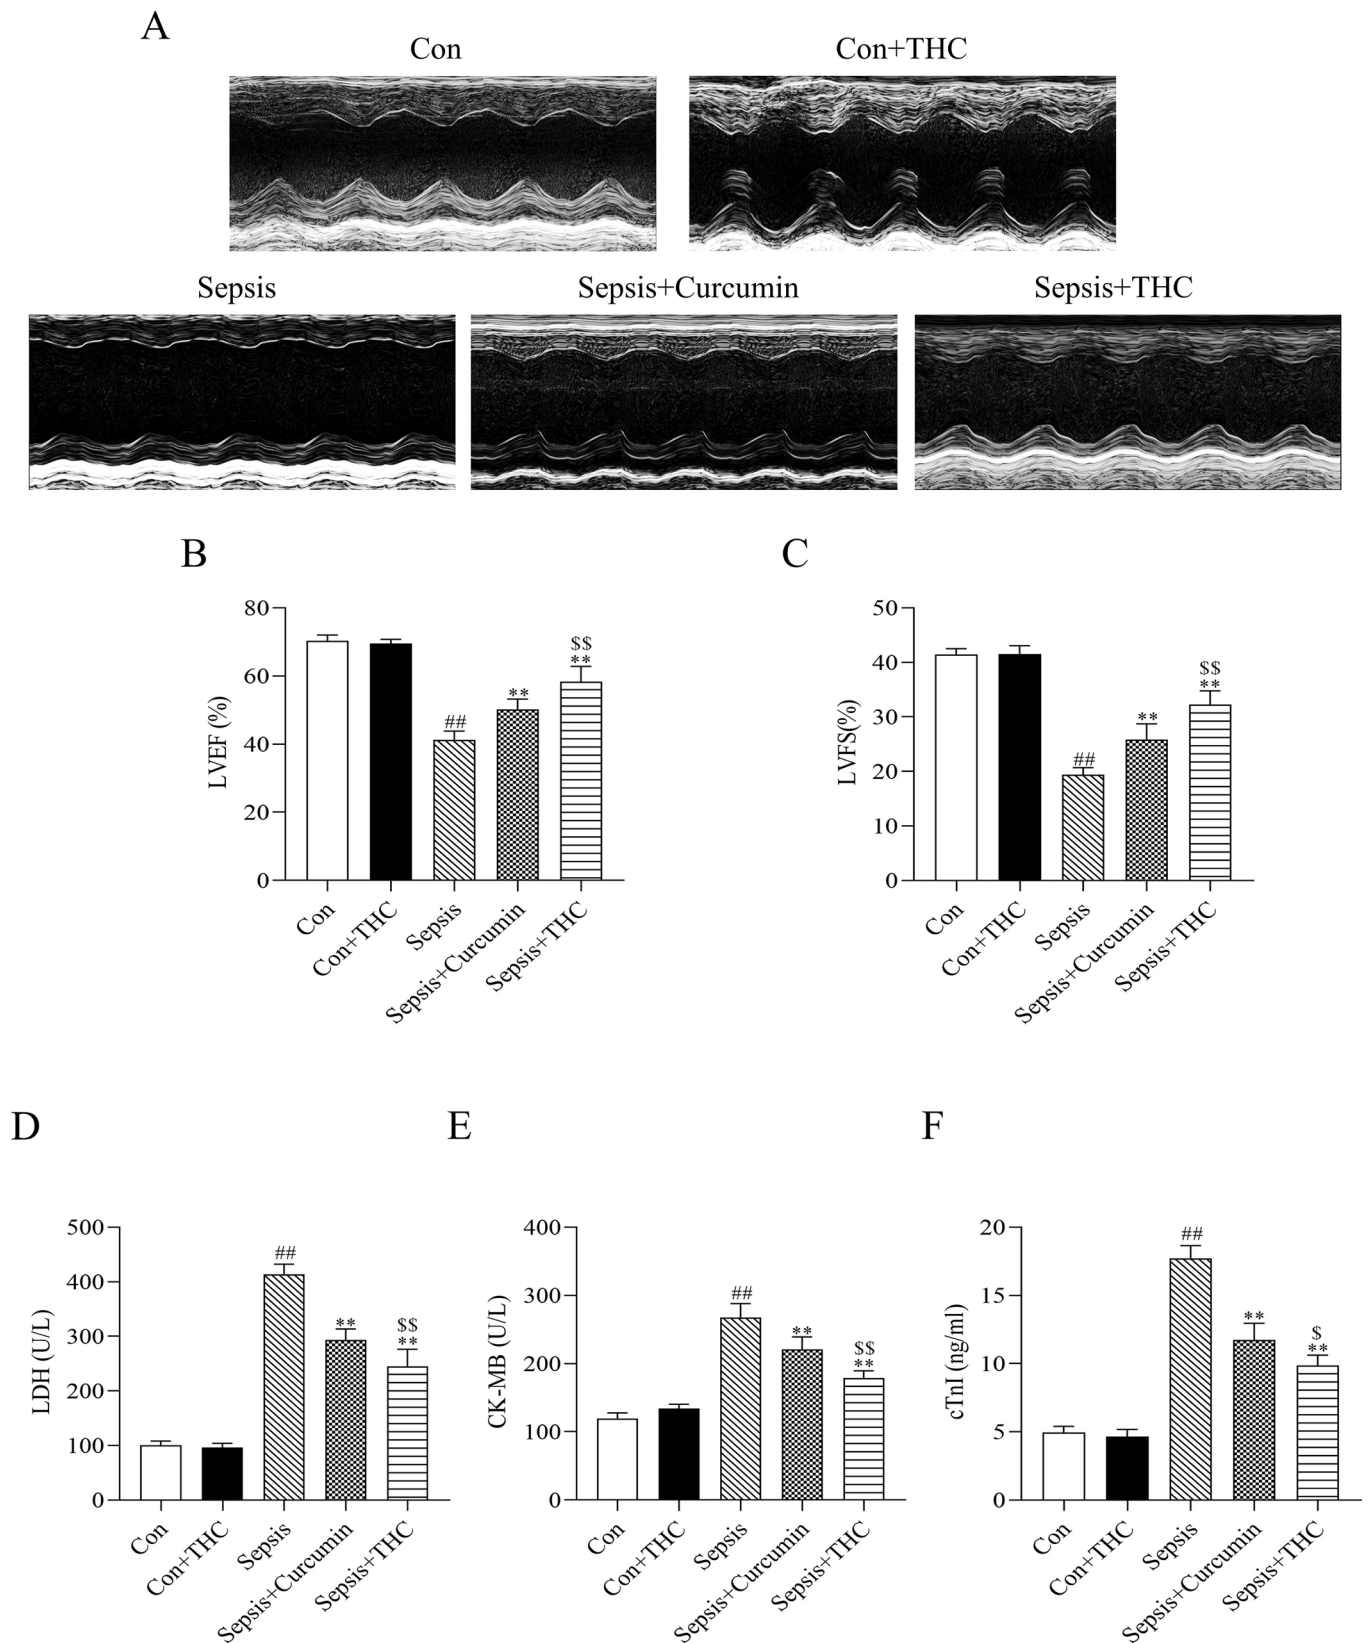 A
Con
Con+THC
Sepsis
Sepsis+Curcumin
Sepsis+THC
B
LVEF (%)
80
60
40
20
0
##
**
$$
**
Con
Con+THC
Sepsis
Sepsis+Curcumin
Sepsis+THC
C
LVFS(%)
50
40
30
20
10
0
##
**
$$
**
Con
Con+THC
Sepsis
Sepsis+Curcumin
Sepsis+THC
D
LDH (U/L)
500
400
300
200
100
0
##
**
$$
**
Con
Con+THC
Sepsis
Sepsis+Curcumin
Sepsis+THC
E
CK-MB (U/L)
400
300
200
100
0
##
**
$$
**
Con
Con+THC
Sepsis
Sepsis+Curcumin
Sepsis+THC
F
cTnI (ng/ml)
20
15
10
5
0
##
**
$
**
Con
Con+THC
Sepsis
Sepsis+Curcumin
Sepsis+THC